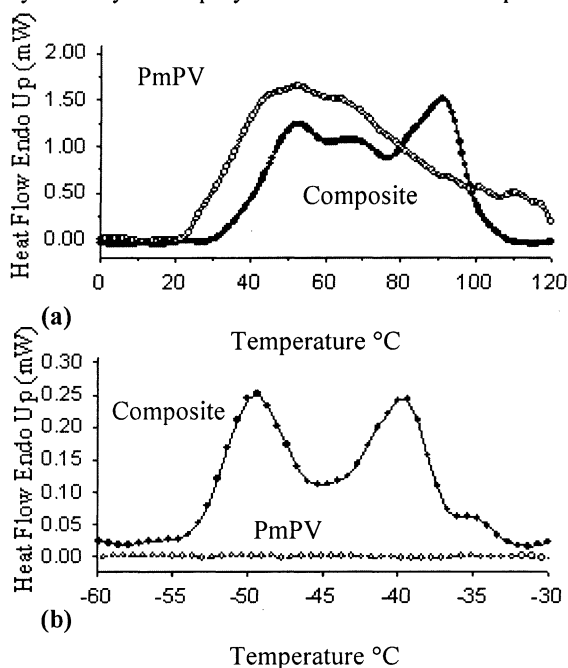 2.00
1.50
1.00
0.50
0.00
Heat Flow Endo Up (mW)
PmPV
Composite
0 20 40 60 80 100 120
(a)
Temperature °C
0.30
0.25
0.20
0.15
0.10
0.05
0.00
Heat Flow Endo Up (mW)
Composite
PmPV
-60 -55 -50 -45 -40 -35 -30
(b)
Temperature °C